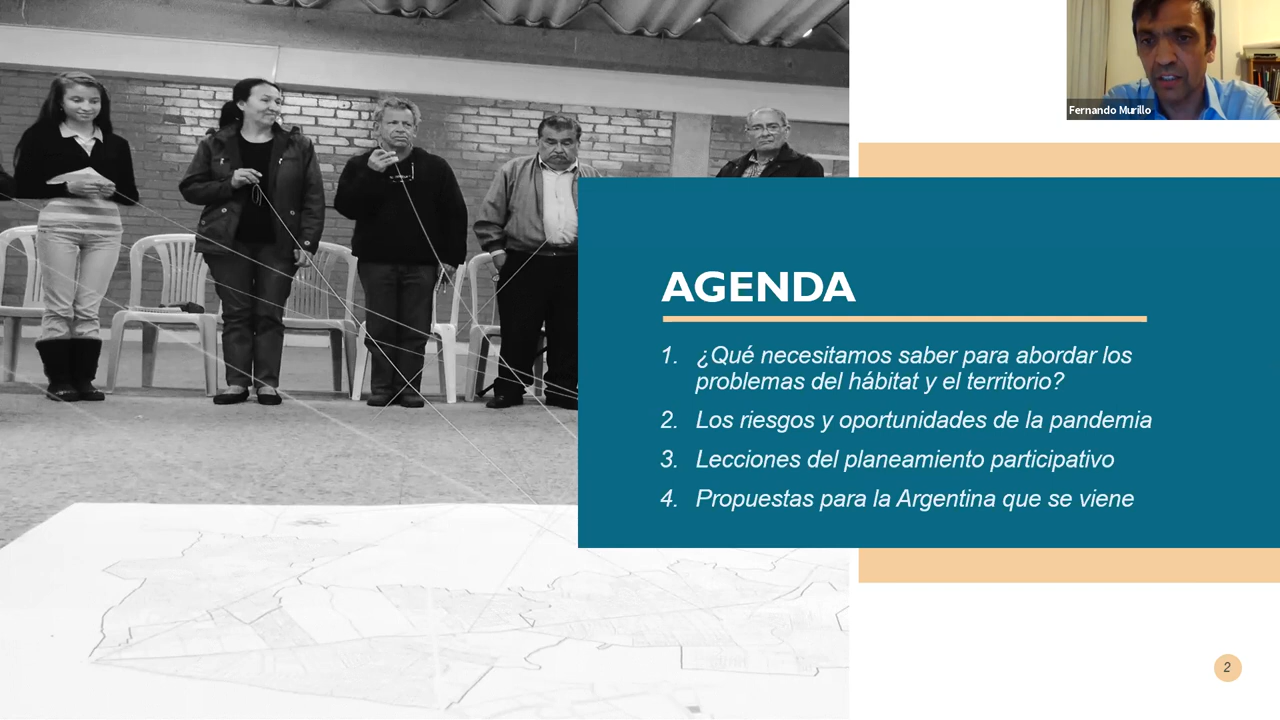 Fernando Murillo
AGENDA
1. ¿Qué necesitamos saber para abordar los
problemas del hábitat y el territorio?
2. Los riesgos y oportunidades de la pandemia
3. Lecciones del planeamiento participativo
4. Propuestas para la Argentina que se viene
2